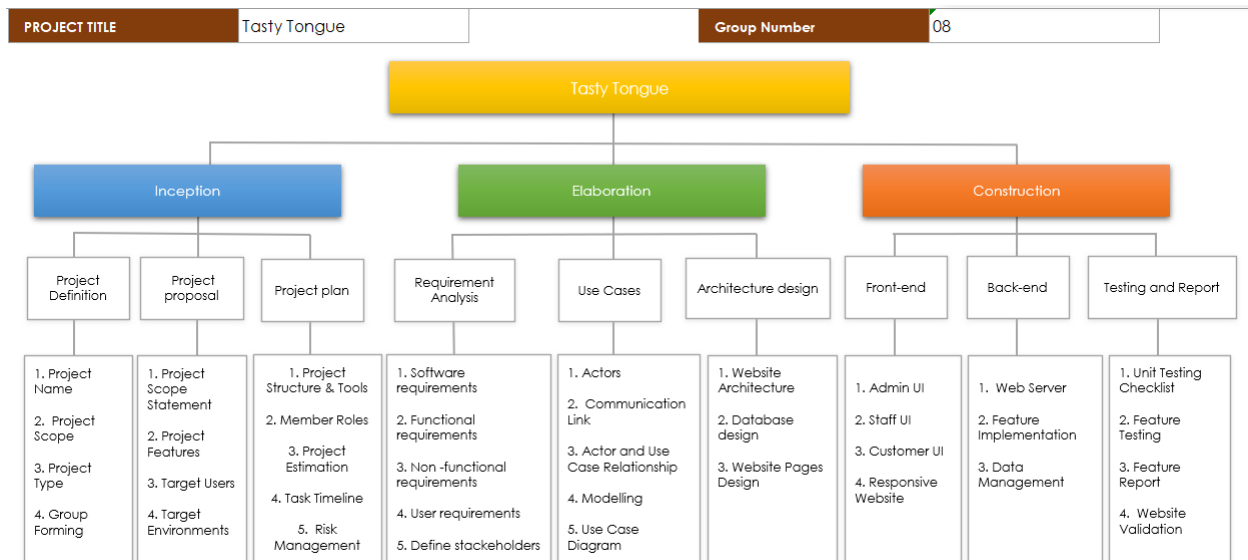 PROJECT TITLE
Tasty Tongue
Group Number
08
Tasty Tongue
Inception
Elaboration
Construction
Project
Definition
Project
proposal
Project plan
Requirement
Analysis
Use Cases
Architecture design
Front-end
Back-end
Testing and Report
1. Project
Name
2. Project
Scope
3. Project
Type
4. Group
Forming
1. Project
Scope
Statement
2. Project
Features
3. Target Users
4. Target
Environments
1. Project
Structure & Tools
2. Member Roles
3. Project
Estimation
4. Task Timeline
5. Risk
Management
1. Software
requirements
2. Functional
requirements
3. Non -functional
requirements
4. User requirements
5. Define stackeholders
1. Actors
2. Communication
Link
3. Actor and Use
Case Relationship
4. Modelling
5. Use Case
Diagram
1. Website
Architecture
2. Database
design
3. Website Pages
Design
1. Admin UI
2. Staff UI
3. Customer UI
4. Responsive
Website
1. Web Server
2. Feature
Implementation
3. Data
Management
1. Unit Testing
Checklist
2. Feature
Testing
3. Feature
Report
4. Website
Validation